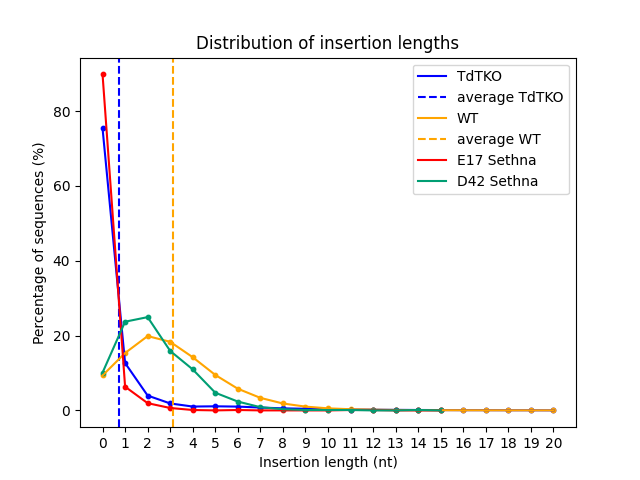 Distribution of insertion lengths
Percentage of sequences (%)
80
60
40
20
0
TdTKO
average TdTKO
WT
average WT
E17 Sethna
D42 Sethna
0 1 2 3 4 5 6 7 8 9 10 11 12 13 14 15 16 17 18 19 20
Insertion length (nt)